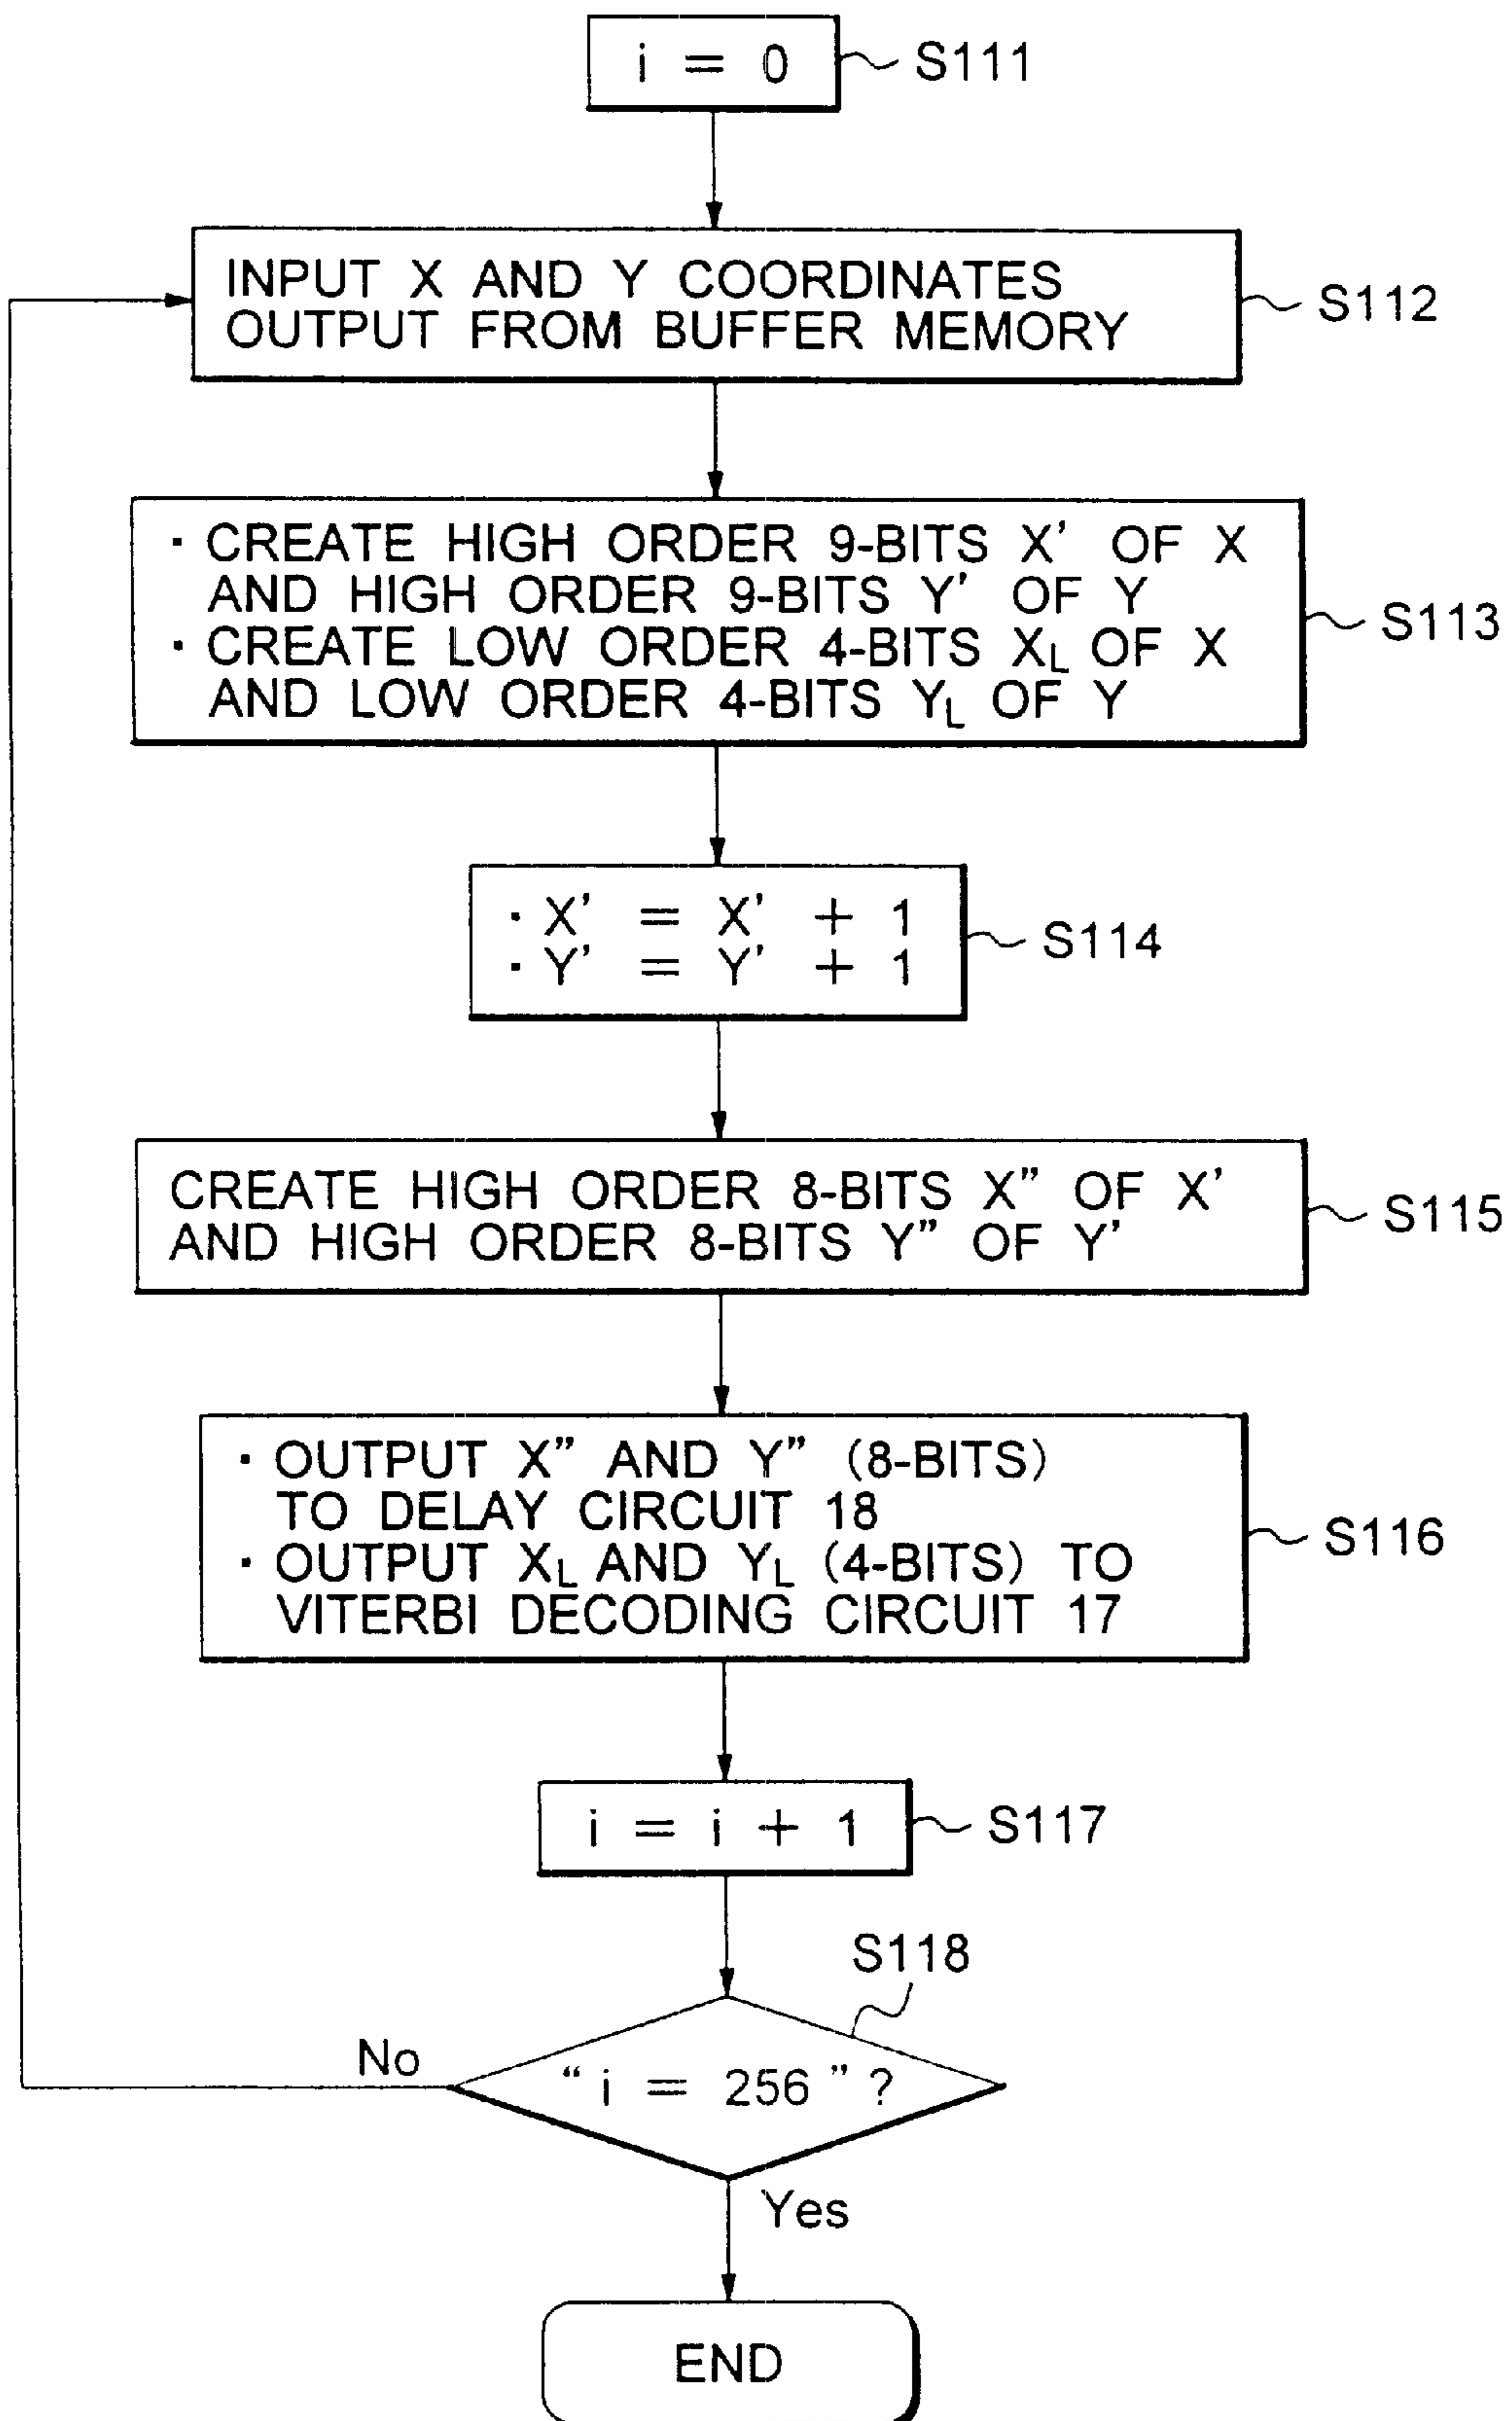 i = 0
S111
INPUT X AND Y COORDINATES
OUTPUT FROM BUFFER MEMORY
S112
· CREATE HIGH ORDER 9-BITS X' OF X
AND HIGH ORDER 9-BITS Y' OF Y
· CREATE LOW ORDER 4-BITS XL OF X
AND LOW ORDER 4-BITS YL OF Y
S113
· X' = X' + 1
· Y' = Y' + 1
S114
CREATE HIGH ORDER 8-BITS X” OF X'
AND HIGH ORDER 8-BITS Y” OF Y'
S115
· OUTPUT X” AND Y” (8-BITS)
TO DELAY CIRCUIT 18
· OUTPUT XL AND YL (4-BITS) TO
VITERBI DECODING CIRCUIT 17
S116
i = i + 1
S117
S118
No
“ i = 256 ” ?
Yes
END